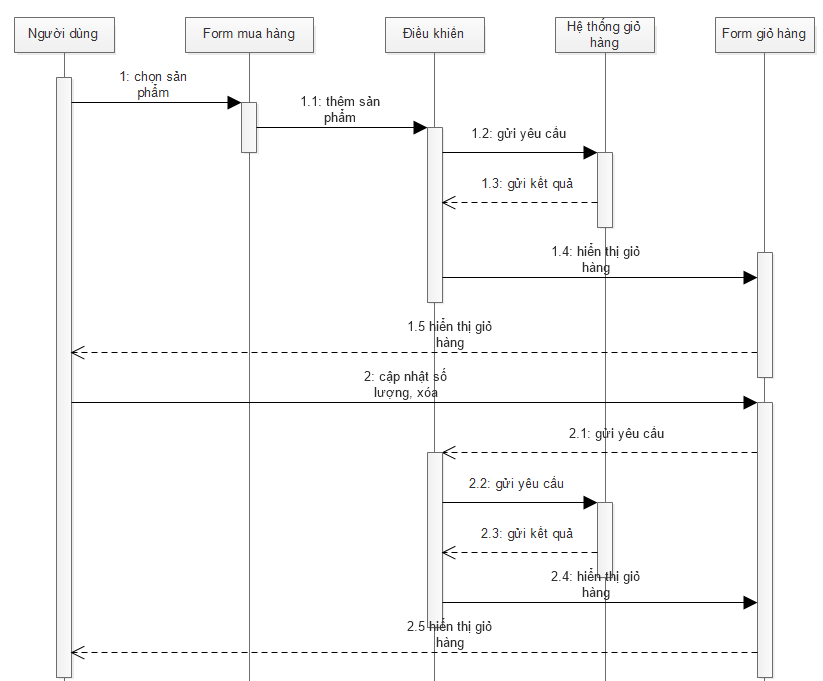 Người dùng
Form mua hàng
Điều khiển
Hệ thống giỏ
hàng
Form giỏ hàng
1: chọn sản
phẩm
1.1: thêm sản
phẩm
1.2: gửi yêu cầu
1.3: gửi kết quả
1.4: hiển thị giỏ
hàng
1.5 hiển thị giỏ
hàng
2: cập nhật số
lượng, xóa
2.1: gửi yêu cầu
2.2: gửi yêu cầu
2.3: gửi kết quả
2.4: hiển thị giỏ
hàng
2.5 hiển thị giỏ
hàng